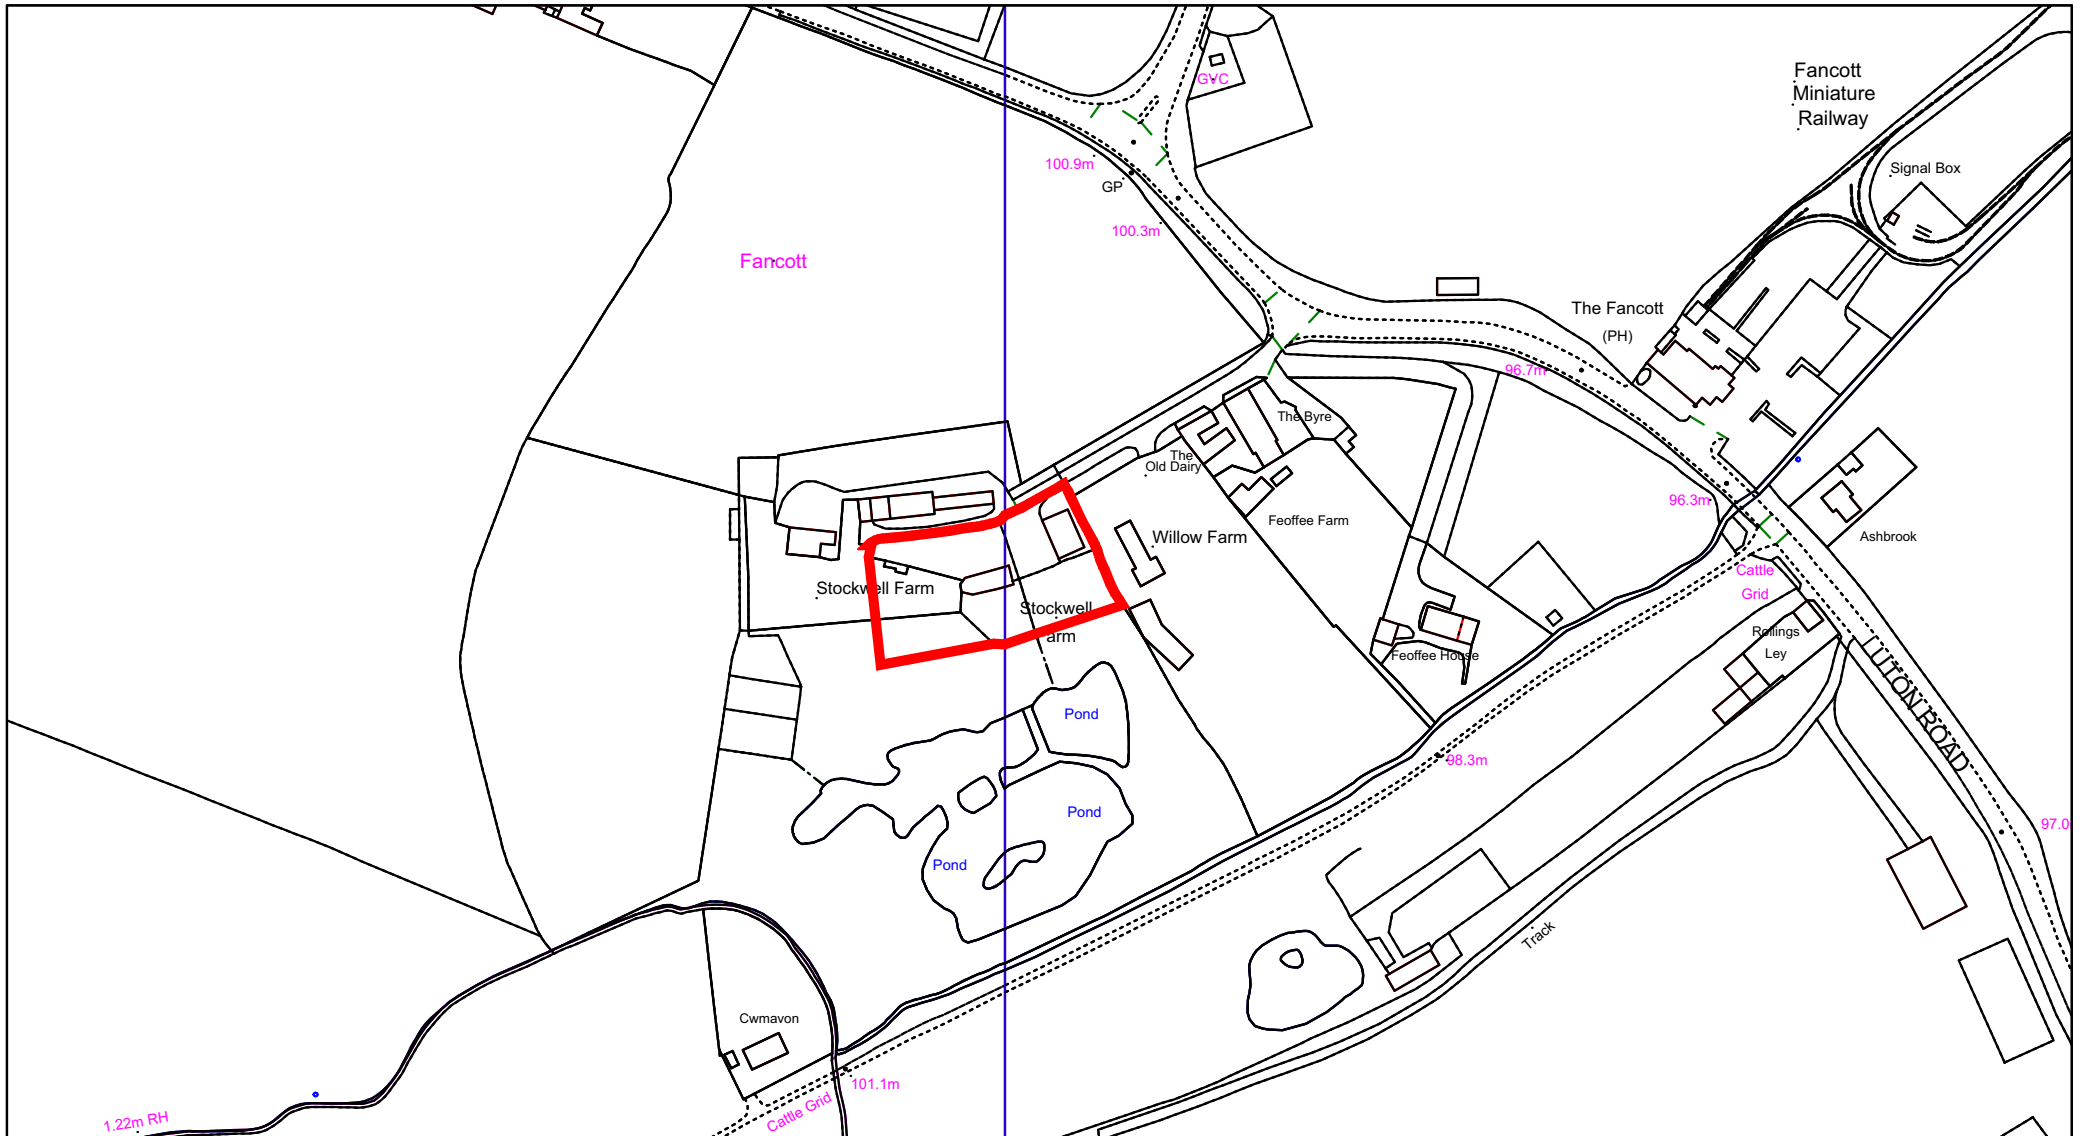 Fancott
Miniature
Railway
GVC
100.9m
GP
Signal Box
100.3m
Fancott
The Fancott
(PH)
96.7m
The Byre
The
Old Dairy
96.3m
Feoffee Farm
Willow Farm
Ashbrook
Cattle
Grid
Stockwell Farm
Stockwell
arm
Rollings
Ley
Feoffee House
LUTON ROAD
Pond
98.3m
Pond
97.0
Pond
Track
Cwmavon
101.1m
Cattle Grid
1.22m RH